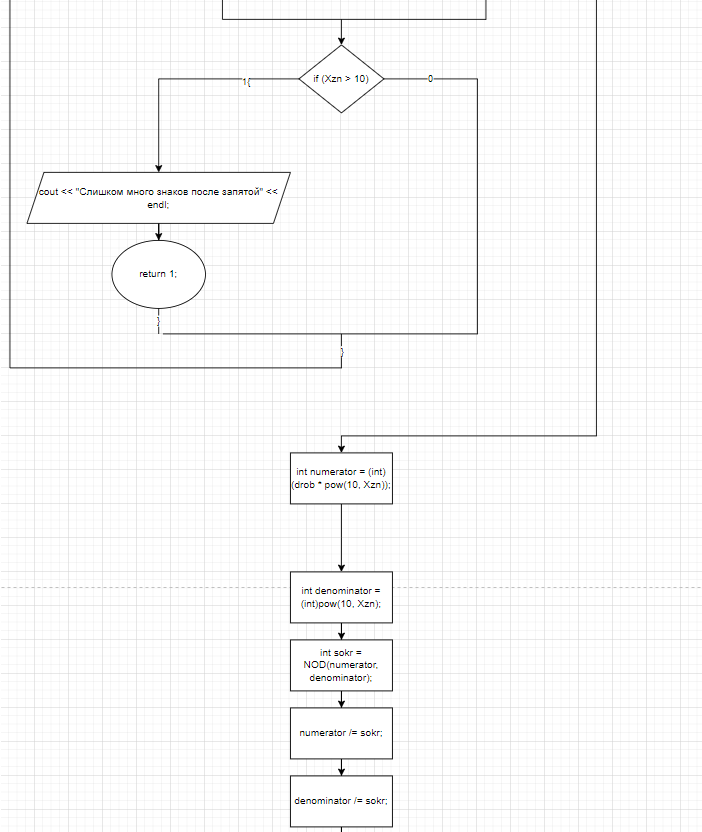 if (Xzn > 10)
1{
0
cout << "Слишком много знаков после запятой" <<
endl;
return 1;
}
}
int numerator = (int)
(drob * pow(10, Xzn));
int denominator =
(int)pow(10, Xzn);
int sokr =
NOD(numerator,
denominator);
numerator /= sokr;
denominator /= sokr;